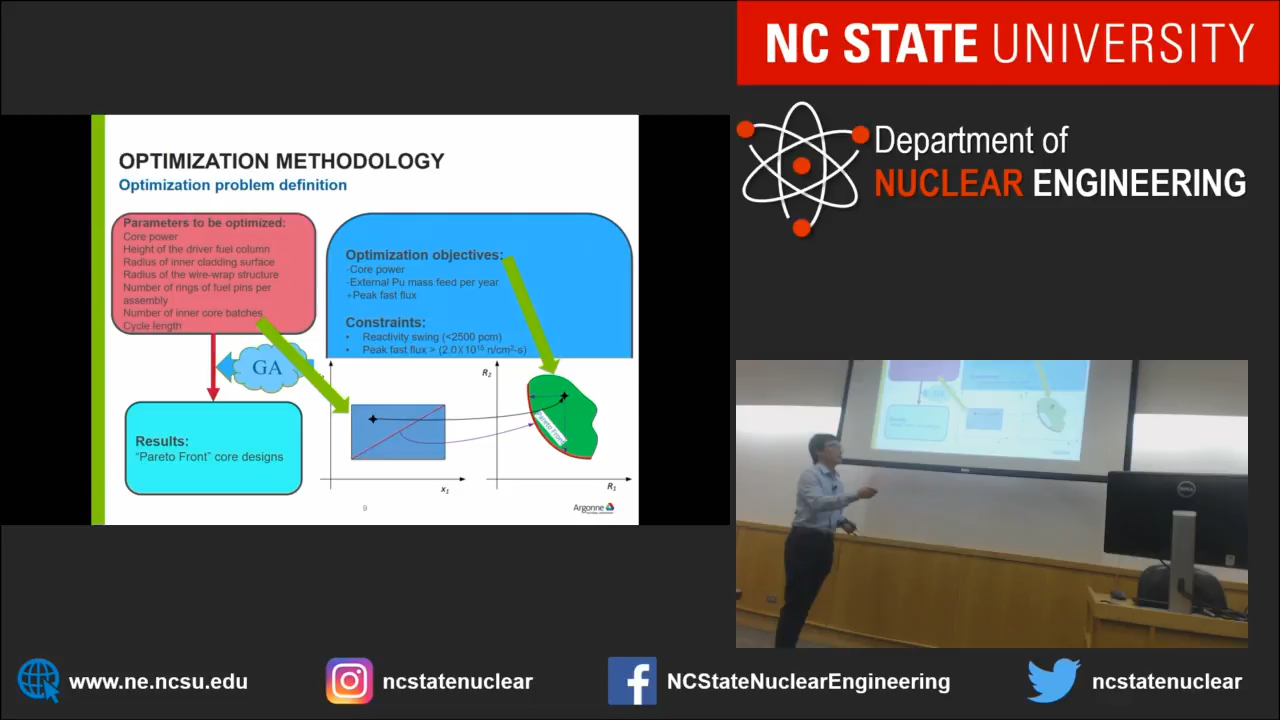 NC STATE UNIVERSITY
Department of
NUCLEAR ENGINEERING
OPTIMIZATION METHODOLOGY
Optimization problem definition
Parameters to be optimized:
Core power
Height of the driver fuel column
Radius of inner cladding surface
Radius of the wire-wrap structure
Number of rings of fuel pins per
assembly
Number of inner core batches
Cycle length
Optimization objectives:
-Core power
-External Pu mass feed per year
+Peak fast flux
Constraints:
• Reactivity swing (<2500 pcm)
• Peak fast flux > (2.0X10¹⁵ n/cm²-s)
GA
Results:
"Pareto Front" core designs
x₁
R₂
Pareto Front
R₁
9
Argonne
DELL
www.ne.ncsu.edu
ncstatenuclear
NCStateNuclearEngineering
ncstatenuclear